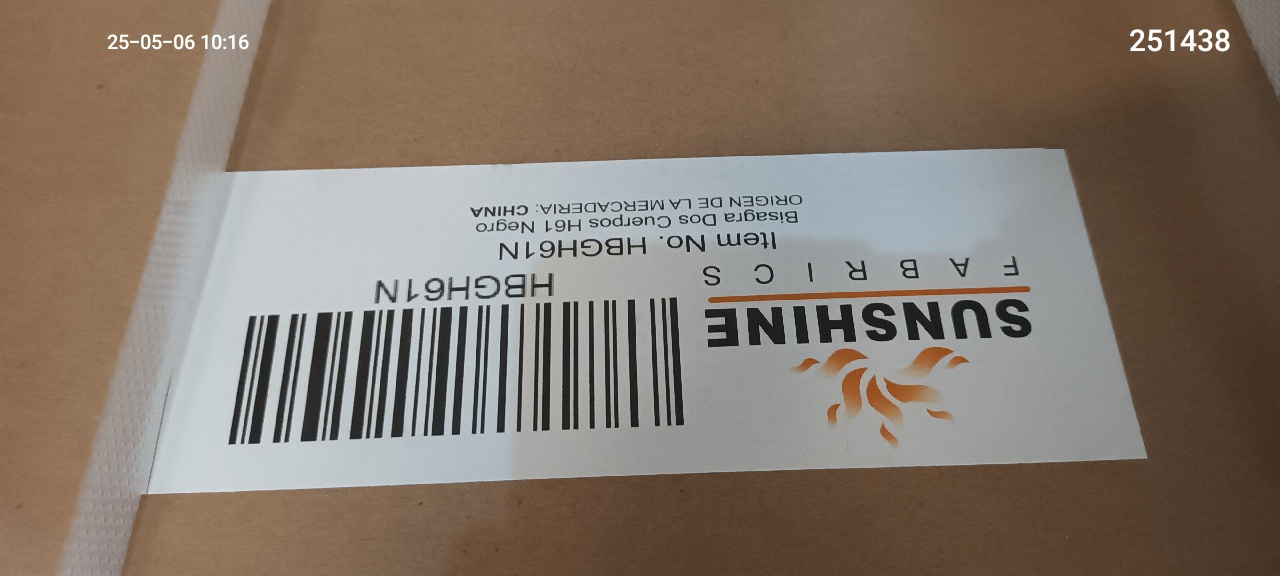 25-05-06 10:16
251438
SUNSHINE
FABRICS
HBGH61N
Item No. HBGH61N
Bisagra Dos Cuerpos H61 Negro
ORIGEN DE LA MERCADERIA: CHINA